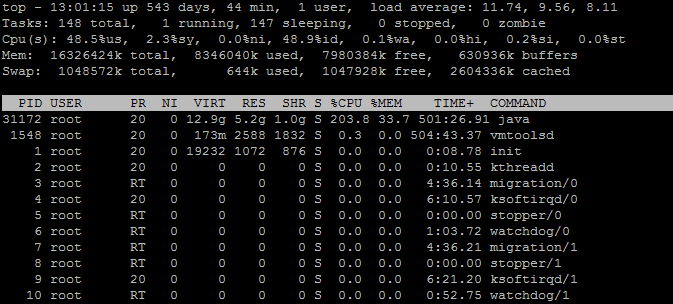 top - 13:01:15 up 543 days, 44 min,  1 user,  load average: 11.74, 9.56, 8.11
Tasks: 148 total,   1 running, 147 sleeping,   0 stopped,   0 zombie
Cpu(s): 48.5%us,  2.3%sy,  0.0%ni, 48.9%id,  0.1%wa,  0.0%hi,  0.2%si,  0.0%st
Mem:  16326424k total,  8346040k used,  7980384k free,   630936k buffers
Swap:  1048572k total,      644k used,  1047928k free,  2604336k cached
PID USER      PR  NI  VIRT  RES  SHR S %CPU %MEM    TIME+  COMMAND
31172 root      20   0 12.9g 5.2g 1.0g S 203.8 33.7 501:26.91 java
1548 root      20   0  173m 2588 1832 S  0.3  0.0 504:43.37 vmtoolsd
1 root      20   0 19232 1072  876 S  0.0  0.0   0:08.78 init
2 root      20   0     0    0    0 S  0.0  0.0   0:10.55 kthreadd
3 root      RT   0     0    0    0 S  0.0  0.0   4:36.14 migration/0
4 root      20   0     0    0    0 S  0.0  0.0   6:10.57 ksoftirqd/0
5 root      RT   0     0    0    0 S  0.0  0.0   0:00.00 stopper/0
6 root      RT   0     0    0    0 S  0.0  0.0   1:03.72 watchdog/0
7 root      RT   0     0    0    0 S  0.0  0.0   4:36.21 migration/1
8 root      RT   0     0    0    0 S  0.0  0.0   0:00.00 stopper/1
9 root      20   0     0    0    0 S  0.0  0.0   6:21.20 ksoftirqd/1
10 root      RT   0     0    0    0 S  0.0  0.0   0:52.75 watchdog/1